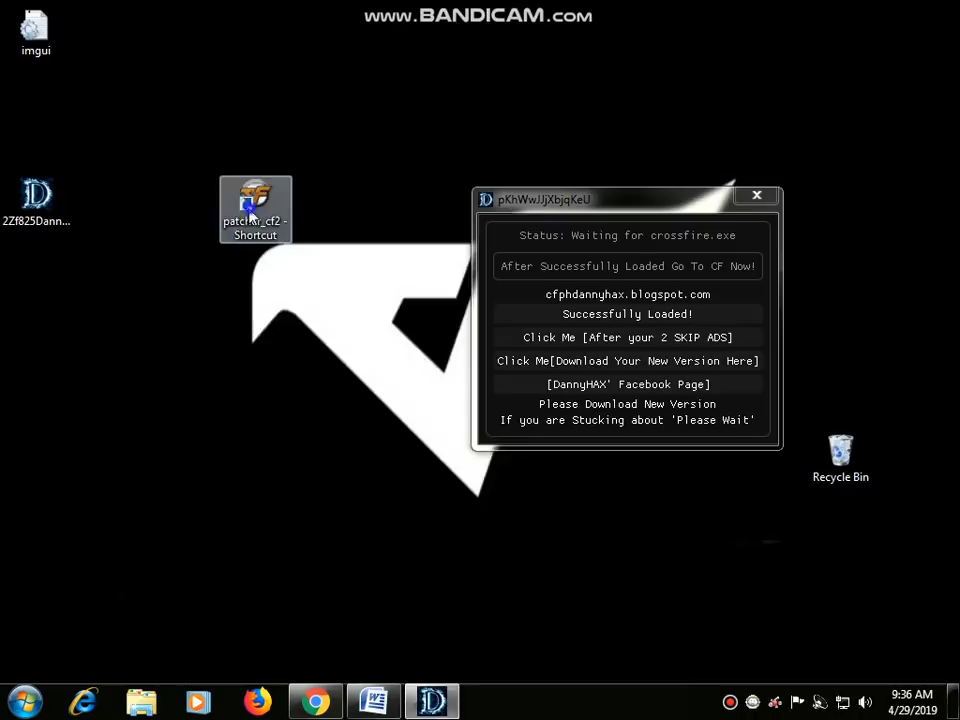 www.BANDICAM.com
imgui
2Zf825Dann...
patcher_cf2 -
Shortcut
pKhWwJJjXbjqKeU
Status: Waiting for crossfire.exe
After Successfully Loaded Go To CF Now!
cfphdannyhax.blogspot.com
Successfully Loaded!
Click Me [After your 2 SKIP ADS]
Click Me[Download Your New Version Here]
[DannyHAX' Facebook Page]
Please Download New Version
If you are Stucking about 'Please Wait'
Recycle Bin
9:36 AM
4/29/2019